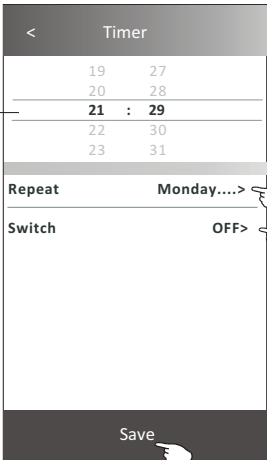 < Timer
19 27
20 28
21 : 29
22 30
23 31
Repeat Monday....>
Switch OFF>
Save